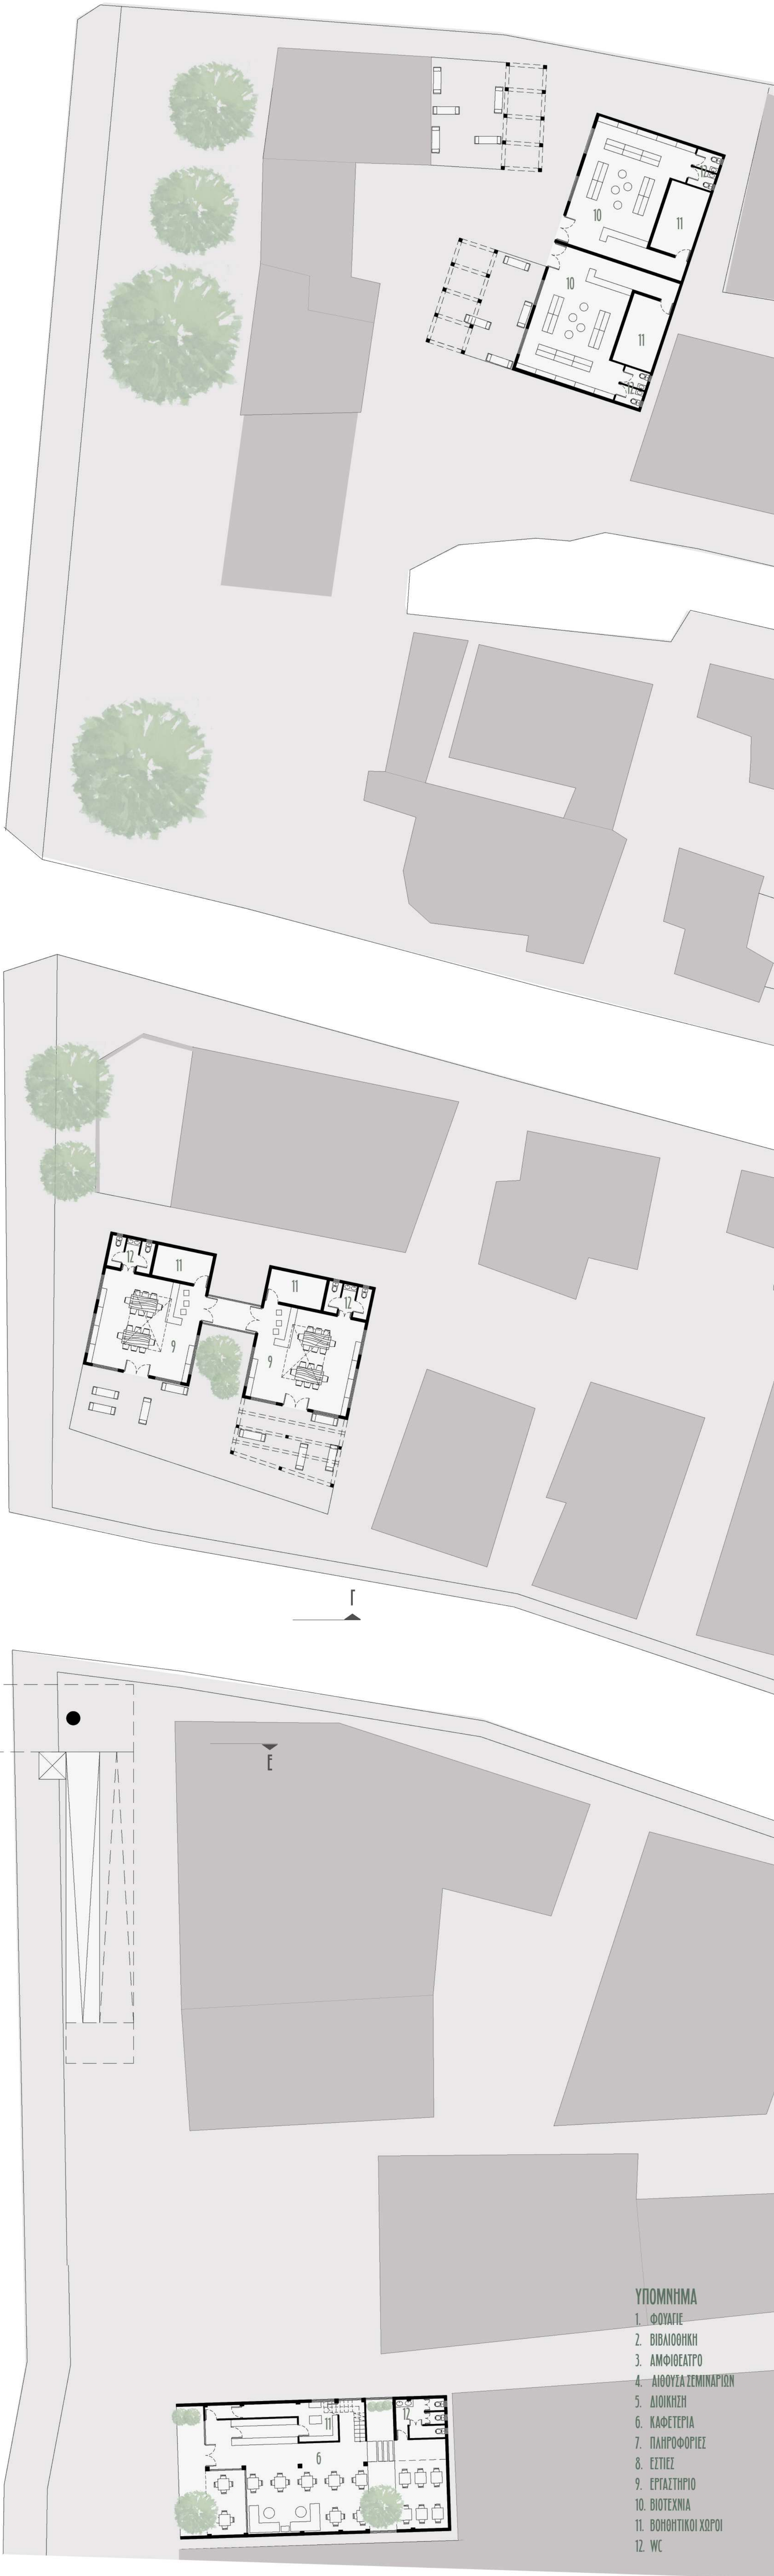 10
11
10
11
12
11
11
12
9
9
Γ
Ε
ΥΠΟΜΝΗΜΑ
1. ΦΟΥΑΓΙΕ
2. ΒΙΒΛΙΟΘΗΚΗ
3. ΑΜΦΙΘΕΑΤΡΟ
4. ΑΙΘΟΥΣΑ ΣΕΜΙΝΑΡΙΩΝ
5. ΔΙΟΙΚΗΣΗ
6. ΚΑΦΕΤΕΡΙΑ
7. ΠΛΗΡΟΦΟΡΙΕΣ
8. ΕΣΤΙΕΣ
9. ΕΡΓΑΣΤΗΡΙΟ
10. ΒΙΟΤΕΧΝΙΑ
11. ΒΟΗΘΗΤΙΚΟΙ ΧΩΡΟΙ
12. WC
11
6